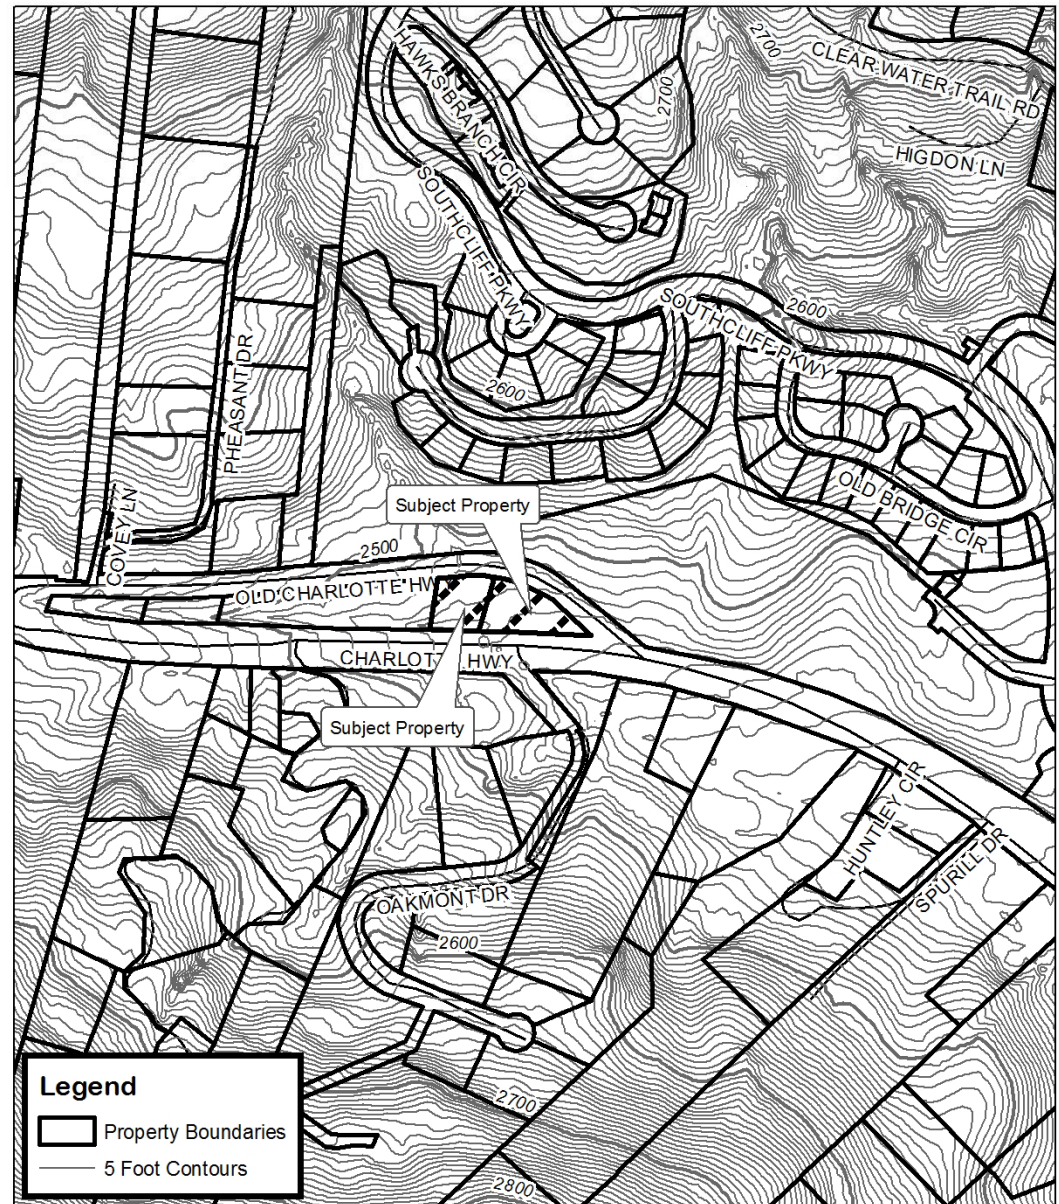 HAWKS BRANCH CIR
2700
CLEAR WATER TRAIL RD
2700
HIGDON LN
SOUTHCLIFF PKWY
SOUTHCLIFF PKWY
2600
PHEASANT DR
2600
OLD BRIDGE CIR
COVEY LN
Subject Property
2500
OLD CHARLOTTE HW
CHARLOTT HWY
Subject Property
HUNTLEY CIR
SPURILL DR
OAKMONT DR
2600
2700
2800
Legend
Property Boundaries
5 Foot Contours